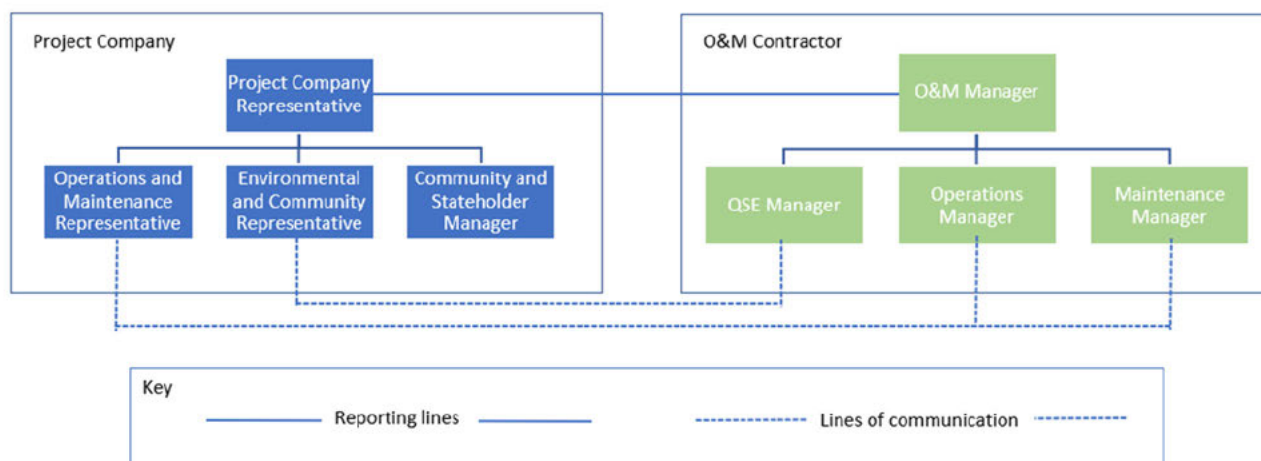 Project Company
O&M Contractor
Project Company
Representative
O&M Manager
Operations and
Maintenance
Representative
Environmental
and Community
Representative
Community and
Stateholder
Manager
QSE Manager
Operations
Manager
Maintenance
Manager
Key
Reporting lines
Lines of communication